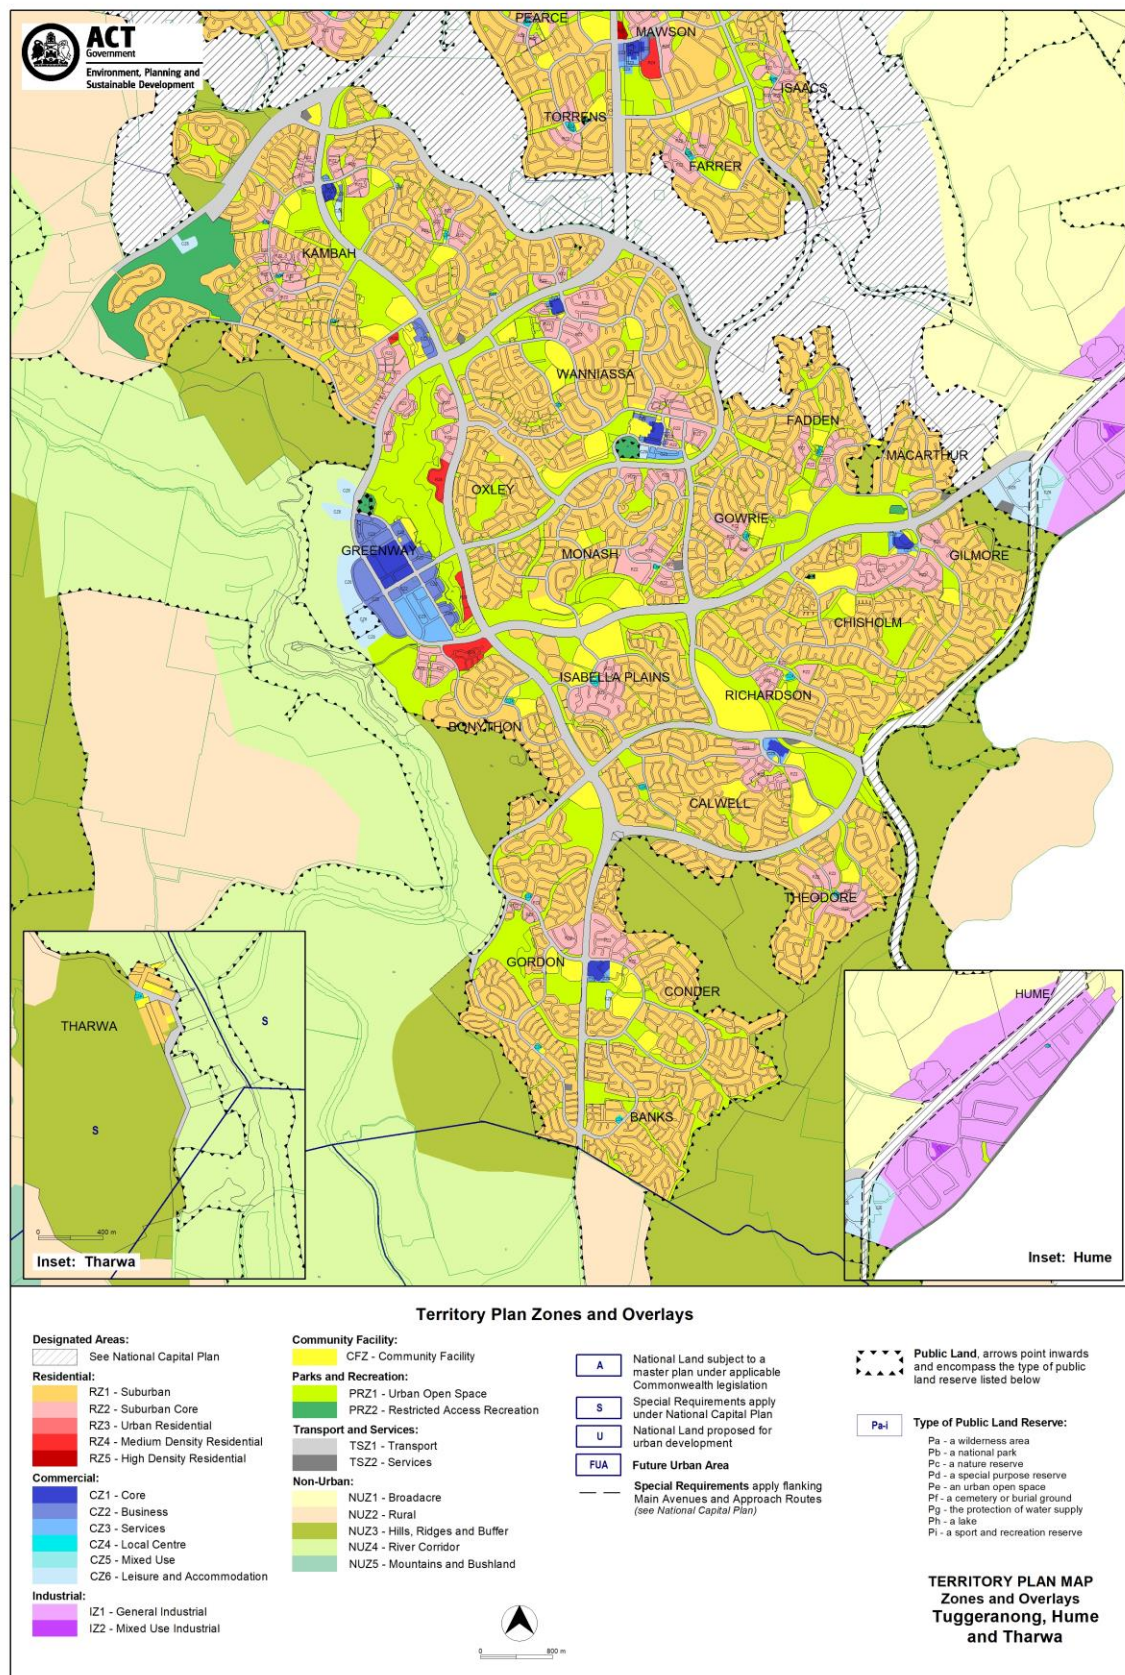 ACT
Government
Environment, Planning and
Sustainable Development
PEARCE
MAWSON
ISAACS
TORRENS
FARRER
KAMBAH
WANNIASSA
FADDEN
MACARTHUR
OXLEY
GOWRIE
GREENWAY
MONASH
GILMORE
CHISHOLM
ISABELLA PLAINS
RICHARDSON
BONYTHON
CALWELL
THEODORE
GORDON
CONDER
BANKS
THARWA
S
S
0 400 m
Inset: Tharwa
HUME
Inset: Hume
Territory Plan Zones and Overlays
Designated Areas:
See National Capital Plan
Residential:
RZ1 - Suburban
RZ2 - Suburban Core
RZ3 - Urban Residential
RZ4 - Medium Density Residential
RZ5 - High Density Residential
Commercial:
CZ1 - Core
CZ2 - Business
CZ3 - Services
CZ4 - Local Centre
CZ5 - Mixed Use
CZ6 - Leisure and Accommodation
Industrial:
IZ1 - General Industrial
IZ2 - Mixed Use Industrial
Community Facility:
CFZ - Community Facility
Parks and Recreation:
PRZ1 - Urban Open Space
PRZ2 - Restricted Access Recreation
Transport and Services:
TSZ1 - Transport
TSZ2 - Services
Non-Urban:
NUZ1 - Broadacre
NUZ2 - Rural
NUZ3 - Hills, Ridges and Buffer
NUZ4 - River Corridor
NUZ5 - Mountains and Bushland
A National Land subject to a
master plan under applicable
Commonwealth legislation
S Special Requirements apply
under National Capital Plan
U National Land proposed for
urban development
FUA Future Urban Area
Special Requirements apply flanking
Main Avenues and Approach Routes
(see National Capital Plan)
0 800 m
Public Land, arrows point inwards
and encompass the type of public
land reserve listed below
Pa-i Type of Public Land Reserve:
Pa - a wilderness area
Pb - a national park
Pc - a nature reserve
Pd - a special purpose reserve
Pe - an urban open space
Pf - a cemetery or burial ground
Pg - the protection of water supply
Ph - a lake
Pi - a sport and recreation reserve
TERRITORY PLAN MAP
Zones and Overlays
Tuggeranong, Hume
and Tharwa